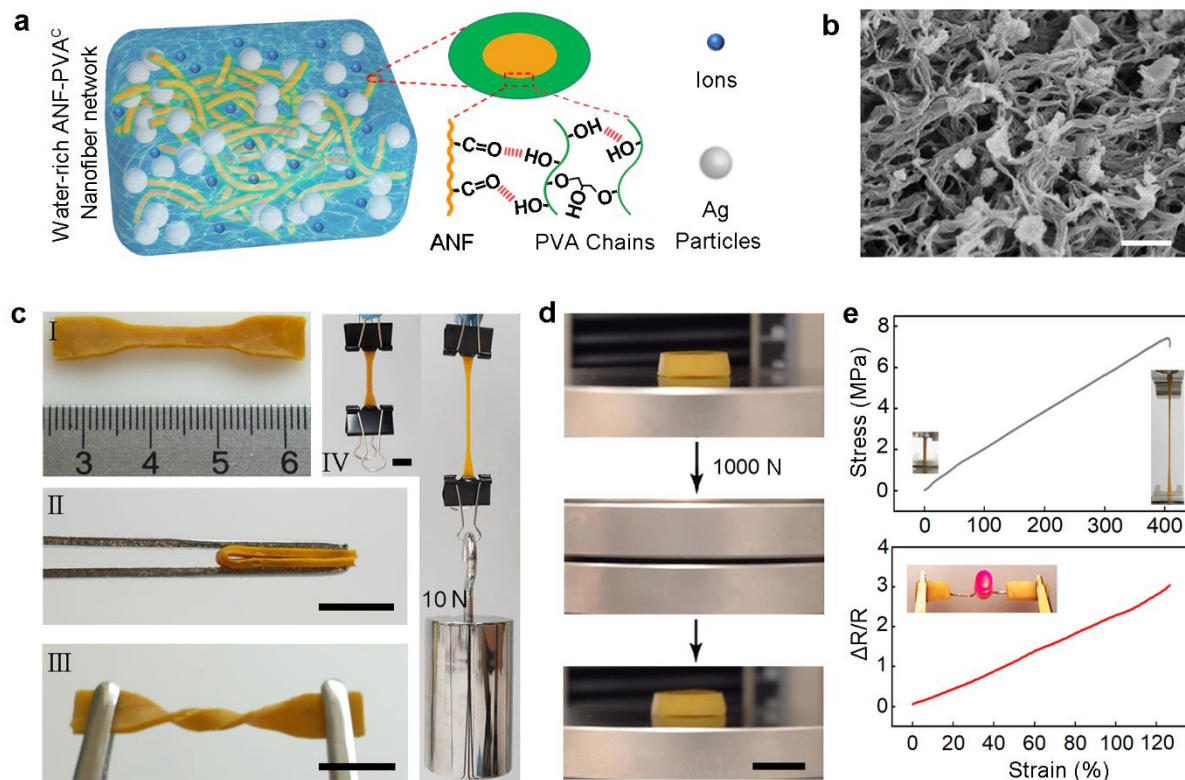 a
Water-rich ANF-PVAᶜ
Nanofiber network
C=O
HO
OH
HO
C=O
HO
O
OH
O
ANF
PVA Chains
Ions
Ag
Particles
b
c
I
3 4 5 6
II
III
IV
10 N
d
1000 N
e
Stress (MPa)
8
6
4
2
0
0 100 200 300 400
ΔR/R
4
3
2
1
0
0 20 40 60 80 100 120
Strain (%)